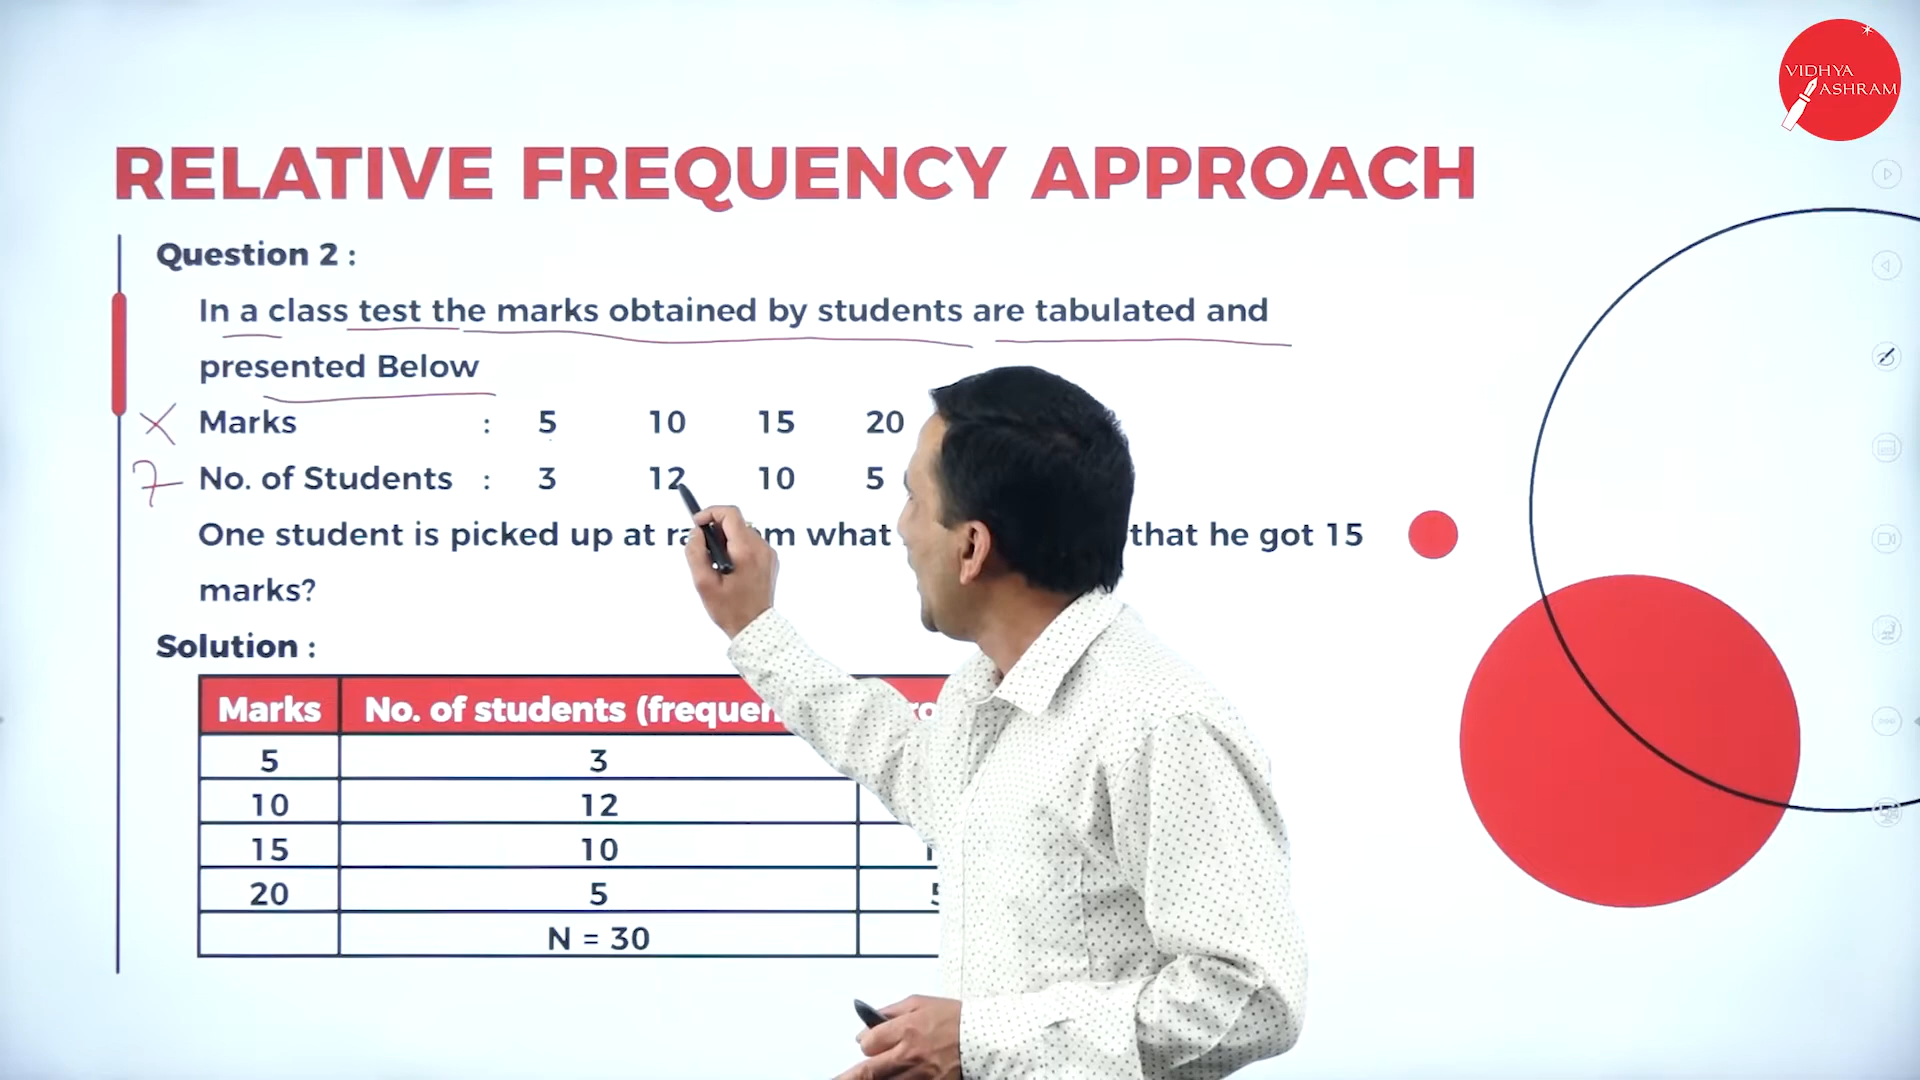 VIDHYA
ASHRAM
RELATIVE FREQUENCY APPROACH
Question 2 :
In a class test the marks obtained by students are tabulated and
presented Below
X Marks : 5 10 15 20
f No. of Students : 3 12 10 5
One student is picked up at what that he got 15
marks?
Solution :
Marks No. of students
5 3
10 12
15 10
20 5
N = 30